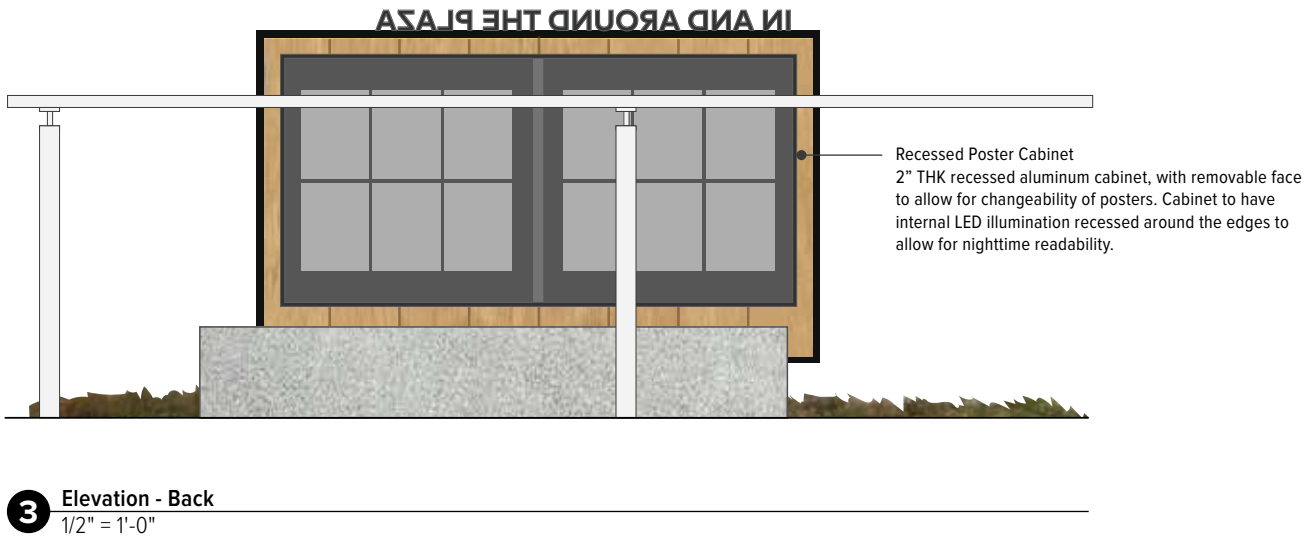 IN AND AROUND THE PLAZA
Recessed Poster Cabinet
2” THK recessed aluminum cabinet, with removable face
to allow for changeability of posters. Cabinet to have
internal LED illumination recessed around the edges to
allow for nighttime readability.
3
Elevation - Back
1/2" = 1'-0"